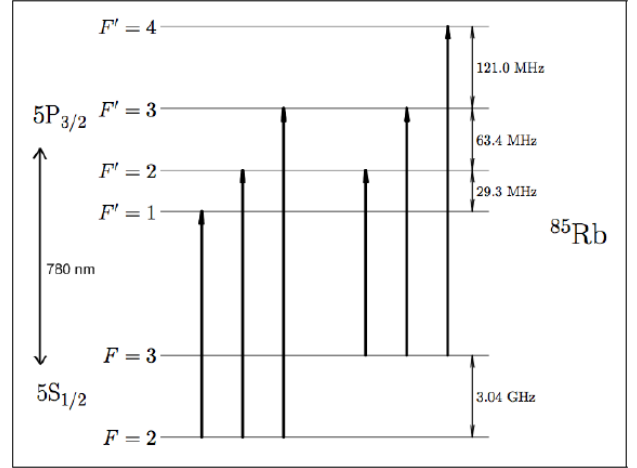 F′ = 4
121.0 MHz
5P3/2
F′ = 3
63.4 MHz
F′ = 2
29.3 MHz
F′ = 1
85Rb
780 nm
F = 3
5S1/2
3.04 GHz
F = 2